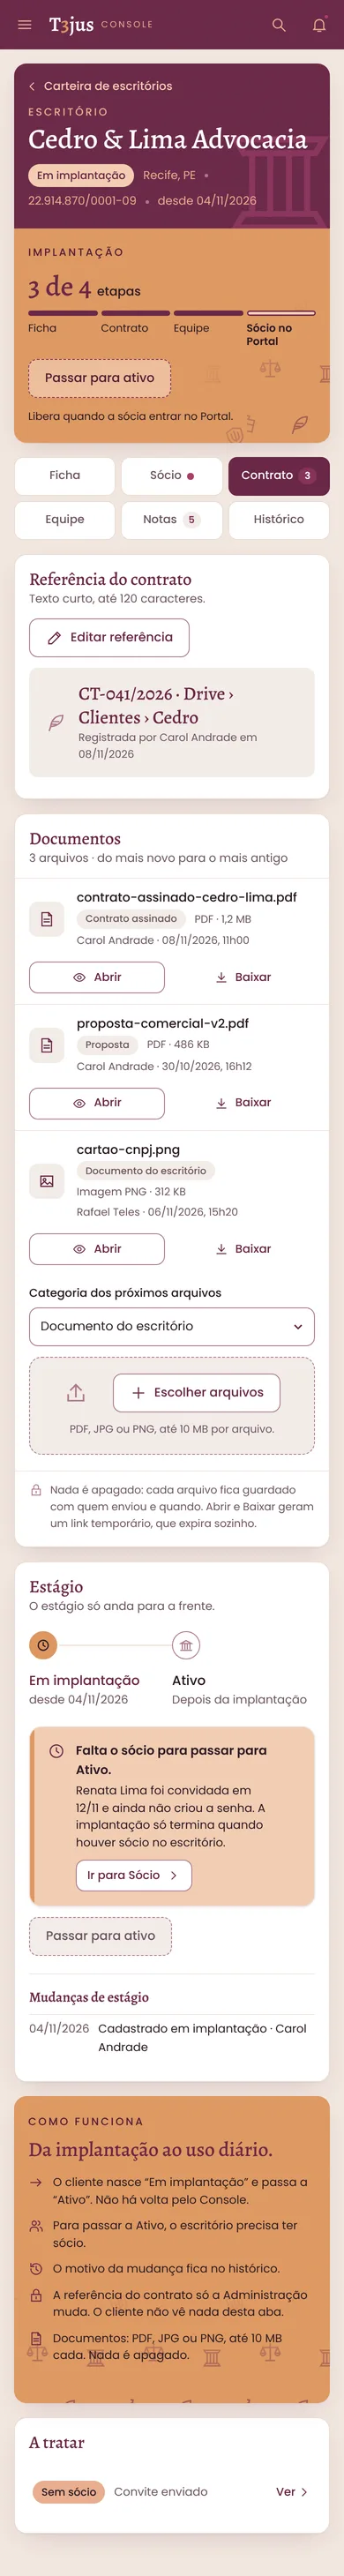 T3jus CONSOLE
Carteira de escritórios
ESCRITÓRIO
Cedro & Lima Advocacia
Em implantação Recife, PE •
22.914.870/0001-09 • desde 04/11/2026
IMPLANTAÇÃO
3 de 4 etapas
Ficha Contrato Equipe Sócio no
Portal
Passar para ativo
Libera quando a sócia entrar no Portal.
Ficha Sócio Contrato 3
Equipe Notas 5 Histórico
Referência do contrato
Texto curto, até 120 caracteres.
Editar referência
CT-041/2026 · Drive ›
Clientes › Cedro
Registrada por Carol Andrade em
08/11/2026
Documentos
3 arquivos · do mais novo para o mais antigo
contrato-assinado-cedro-lima.pdf
Contrato assinado PDF · 1,2 MB
Carol Andrade · 08/11/2026, 11h00
Abrir Baixar
proposta-comercial-v2.pdf
Proposta PDF · 486 KB
Carol Andrade · 30/10/2026, 16h12
Abrir Baixar
cartao-cnpj.png
Documento do escritório
Imagem PNG · 312 KB
Rafael Teles · 06/11/2026, 15h20
Abrir Baixar
Categoria dos próximos arquivos
Documento do escritório
Escolher arquivos
PDF, JPG ou PNG, até 10 MB por arquivo.
Nada é apagado: cada arquivo fica guardado
com quem enviou e quando. Abrir e Baixar geram
um link temporário, que expira sozinho.
Estágio
O estágio só anda para a frente.
Em implantação Ativo
desde 04/11/2026 Depois da implantação
Falta o sócio para passar para
Ativo.
Renata Lima foi convidada em
12/11 e ainda não criou a senha. A
implantação só termina quando
houver sócio no escritório.
Ir para Sócio
Passar para ativo
Mudanças de estágio
04/11/2026 Cadastrado em implantação · Carol
Andrade
COMO FUNCIONA
Da implantação ao uso diário.
O cliente nasce “Em implantação” e passa a
“Ativo”. Não há volta pelo Console.
Para passar a Ativo, o escritório precisa ter
sócio.
O motivo da mudança fica no histórico.
A referência do contrato só a Administração
muda. O cliente não vê nada desta aba.
Documentos: PDF, JPG ou PNG, até 10 MB
cada. Nada é apagado.
A tratar
Sem sócio Convite enviado Ver